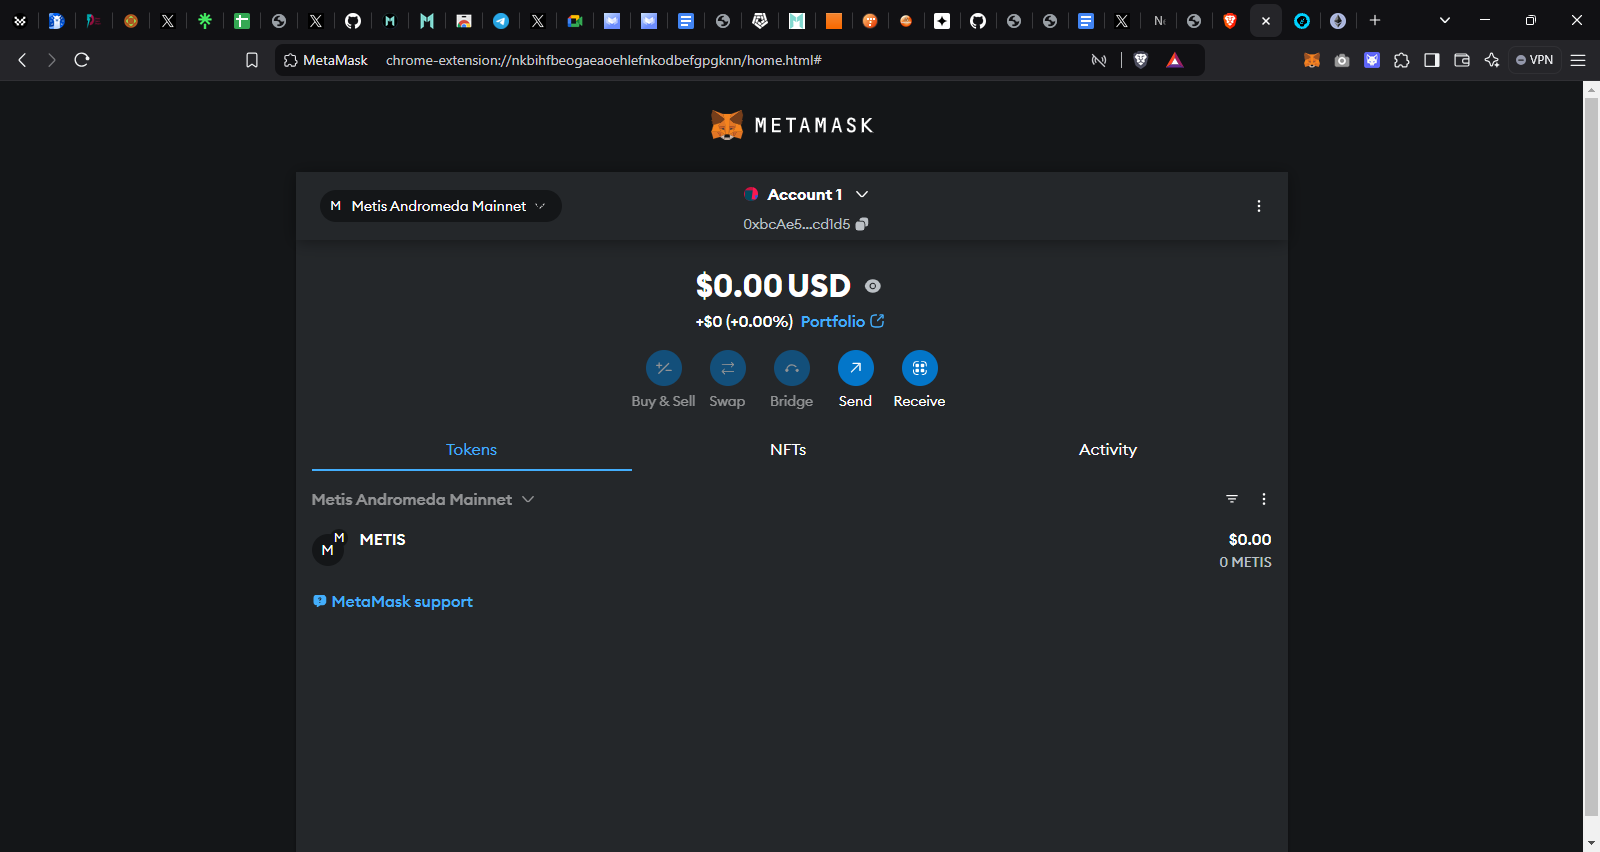 MetaMask chrome-extension://nkbihfbeogaeaoehlefnkodbefgpgknn/home.html#
VPN
METAMASK
M Metis Andromeda Mainnet
Account 1
0xbcAe5...cd1d5
$0.00 USD
+$0 (+0.00%) Portfolio
Buy & Sell Swap Bridge Send Receive
Tokens NFTs Activity
Metis Andromeda Mainnet
M
M
METIS $0.00
0 METIS
MetaMask support